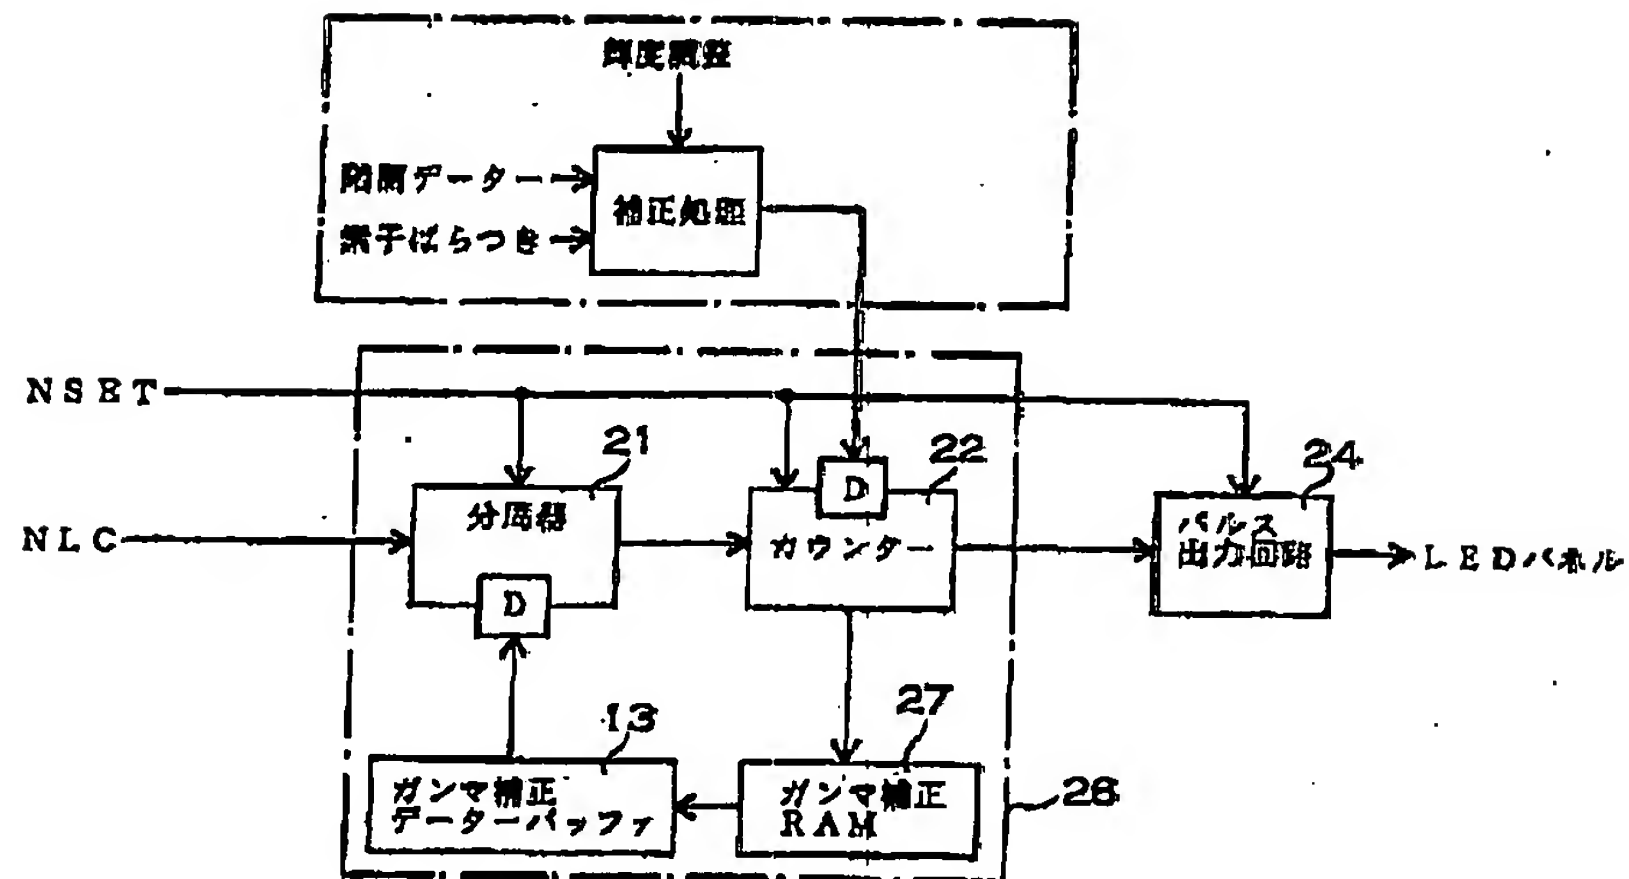 輝度調整
階調データー
補正処理
素子ばらつき
NSET
21
22
24
D
分周器
パルス
出力回路
NLC
カウンター
LEDパネル
D
13
27
ガンマ補正
データーバッファ
ガンマ補正
RAM
26